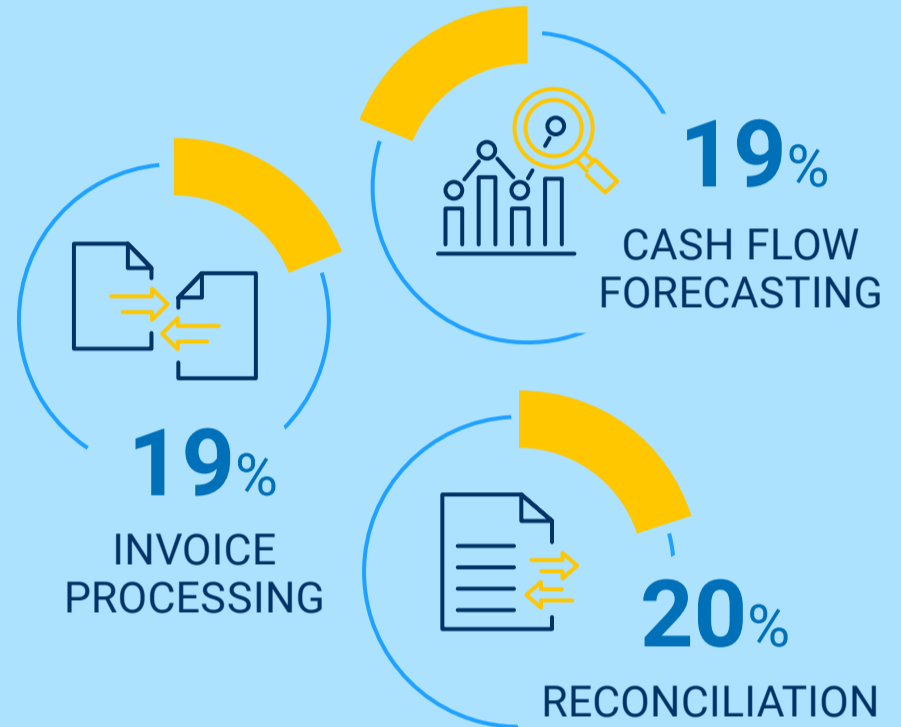 19%
CASH FLOW
FORECASTING
19%
INVOICE
PROCESSING
20%
RECONCILIATION